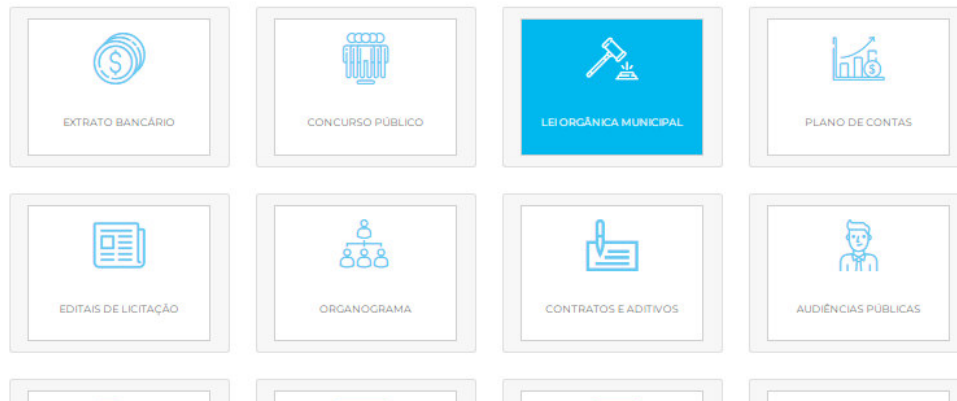 EXTRATO BANCÁRIO
CONCURSO PÚBLICO
LEI ORGÂNICA MUNICIPAL
PLANO DE CONTAS
EDITAIS DE LICITAÇÃO
ORGANOGRAMA
CONTRATOS E ADITIVOS
AUDIÊNCIAS PÚBLICAS